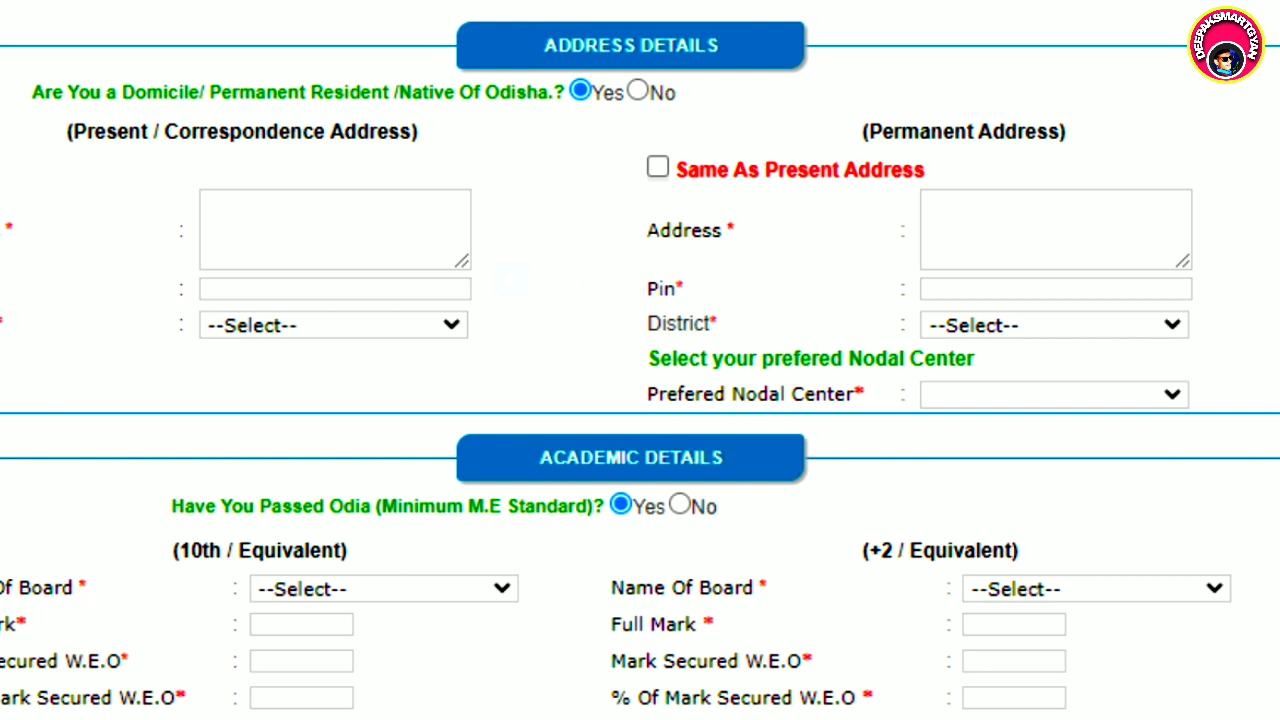 ADDRESS DETAILS
DEEPAKSMARTGYAN
Are You a Domicile/ Permanent Resident /Native Of Odisha.? Yes No
(Present / Correspondence Address) (Permanent Address)
Same As Present Address
* : Address * :
: Pin* :
* : --Select-- District* : --Select--
Select your prefered Nodal Center
Prefered Nodal Center* :
ACADEMIC DETAILS
Have You Passed Odia (Minimum M.E Standard)? Yes No
(10th / Equivalent) (+2 / Equivalent)
Of Board * : --Select-- Name Of Board * : --Select--
rk* : Full Mark * :
ecured W.E.O* : Mark Secured W.E.O* :
ark Secured W.E.O* : % Of Mark Secured W.E.O * :